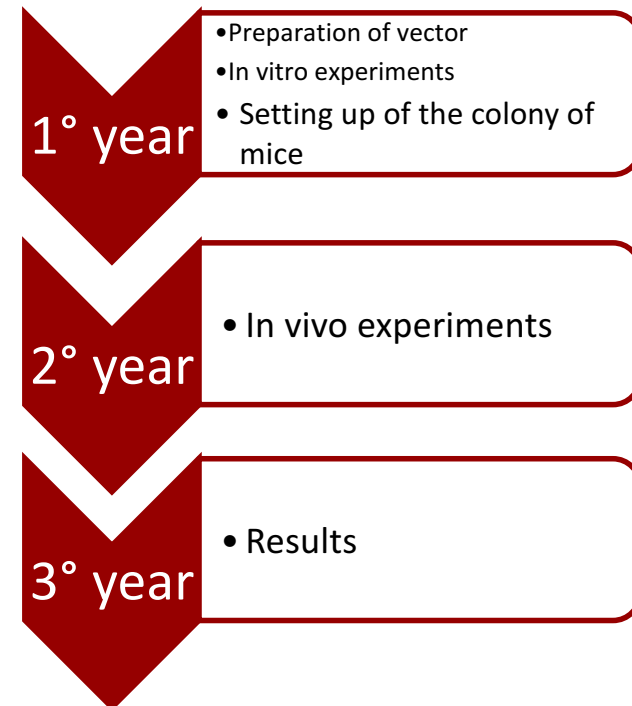 1° year
•Preparation of vector
•In vitro experiments
• Setting up of the colony of
mice
2° year
• In vivo experiments
3° year
• Results